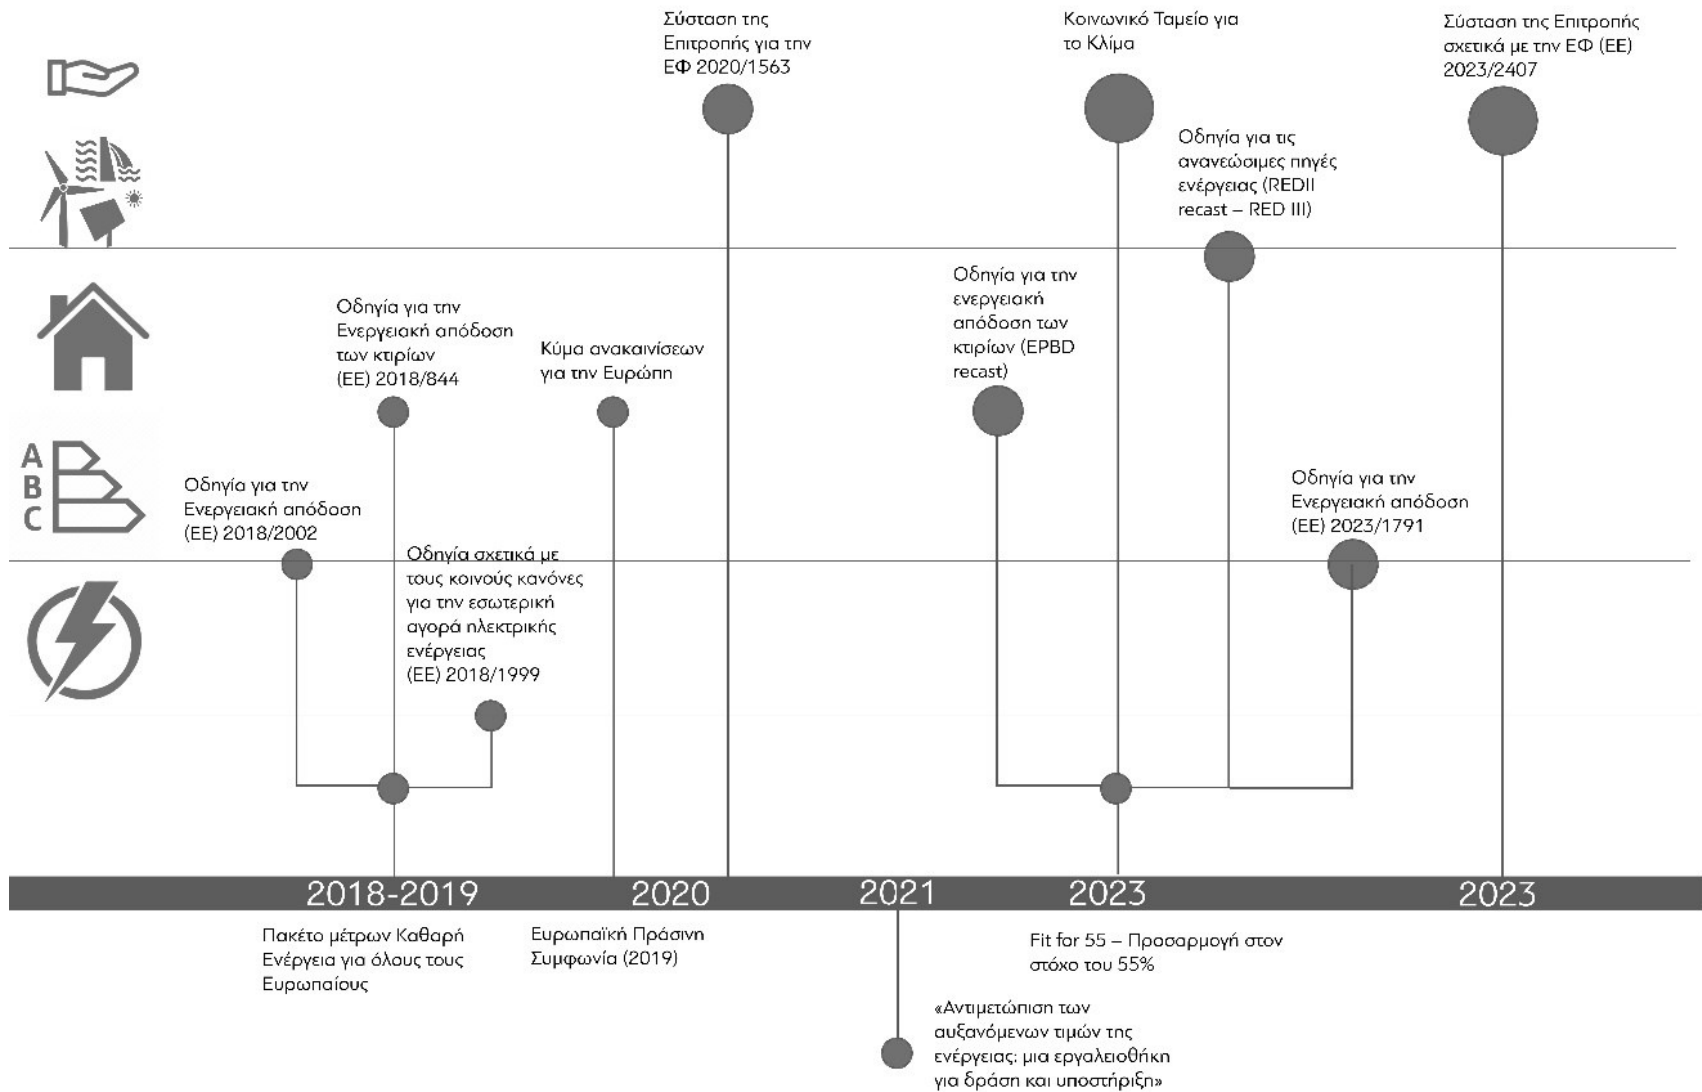 Σύσταση της
Επιτροπής για την
ΕΦ 2020/1563
Κοινωνικό Ταμείο για
το Κλίμα
Σύσταση της Επιτροπής
σχετικά με την ΕΦ (ΕΕ)
2023/2407
Οδηγία για τις
ανανεώσιμες πηγές
ενέργειας (REDII
recast – RED III)
Οδηγία για την
ενεργειακή
απόδοση των
κτιρίων (EPBD
recast)
Οδηγία για την
Ενεργειακή απόδοση
των κτιρίων
(ΕΕ) 2018/844
Κύμα ανακαινίσεων
για την Ευρώπη
A
B
C
Οδηγία για την
Ενεργειακή απόδοση
(ΕΕ) 2018/2002
Οδηγία για την
Ενεργειακή απόδοση
(ΕΕ) 2023/1791
Οδηγία σχετικά με
τους κοινούς κανόνες
για την εσωτερική
αγορά ηλεκτρικής
ενέργειας
(ΕΕ) 2018/1999
2018-2019
2020
2021
2023
2023
Πακέτο μέτρων Καθαρή
Ενέργεια για όλους τους
Ευρωπαίους
Ευρωπαϊκή Πράσινη
Συμφωνία (2019)
Fit for 55 – Προσαρμογή στον
στόχο του 55%
«Αντιμετώπιση των
αυξανόμενων τιμών της
ενέργειας: μια εργαλειοθήκη
για δράση και υποστήριξη»